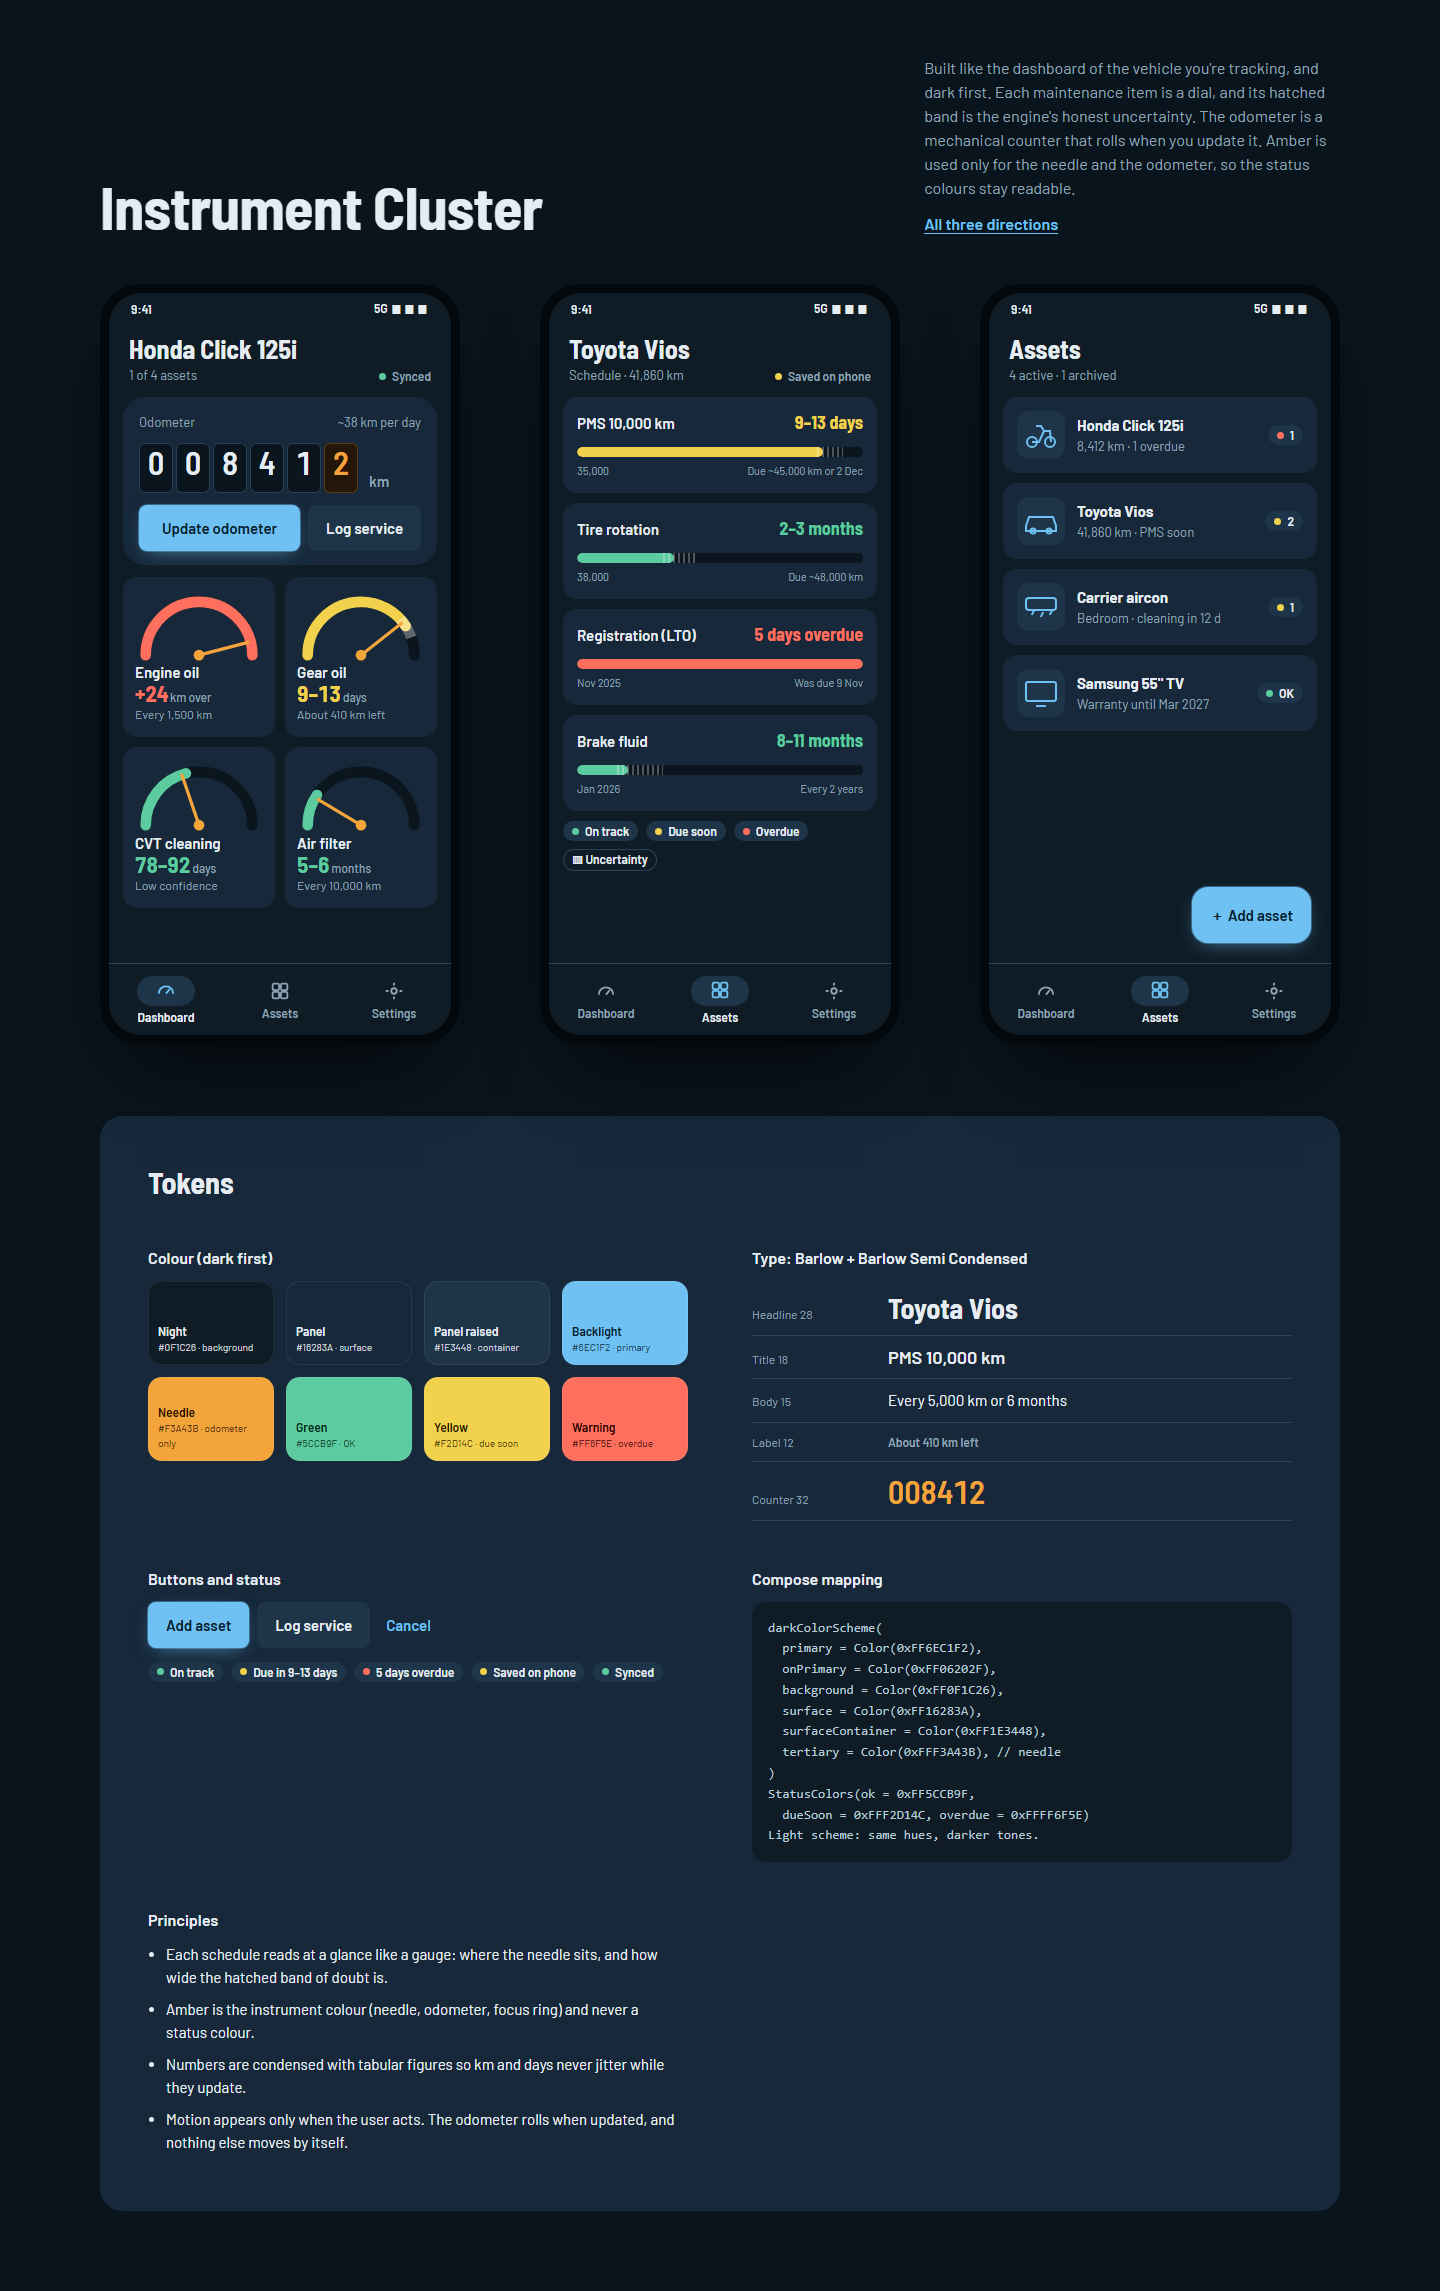 Built like the dashboard of the vehicle you're tracking, and
dark first. Each maintenance item is a dial, and its hatched
band is the engine's honest uncertainty. The odometer is a
mechanical counter that rolls when you update it. Amber is
used only for the needle and the odometer, so the status
colours stay readable.
Instrument Cluster
All three directions
9:41
5G
Honda Click 125i
1 of 4 assets
Synced
Odometer
~38 km per day
0 0 8 4 1 2 km
Update odometer
Log service
Engine oil
+24 km over
Every 1,500 km
Gear oil
9–13 days
About 410 km left
CVT cleaning
78–92 days
Low confidence
Air filter
5–6 months
Every 10,000 km
Dashboard
Assets
Settings
9:41
5G
Toyota Vios
Schedule · 41,860 km
Saved on phone
PMS 10,000 km
9–13 days
35,000
Due ~45,000 km or 2 Dec
Tire rotation
2–3 months
38,000
Due ~48,000 km
Registration (LTO)
5 days overdue
Nov 2025
Was due 9 Nov
Brake fluid
8–11 months
Jan 2026
Every 2 years
On track
Due soon
Overdue
Uncertainty
Dashboard
Assets
Settings
9:41
5G
Assets
4 active · 1 archived
Honda Click 125i
8,412 km · 1 overdue
1
Toyota Vios
41,860 km · PMS soon
2
Carrier aircon
Bedroom · cleaning in 12 d
1
Samsung 55" TV
Warranty until Mar 2027
OK
+ Add asset
Dashboard
Assets
Settings
Tokens
Colour (dark first)
Night
#0F1C26 · background
Panel
#16283A · surface
Panel raised
#1E3448 · container
Backlight
#6EC1F2 · primary
Needle
#F3A43B · odometer
only
Green
#5CCB9F · OK
Yellow
#F2D14C · due soon
Warning
#FF6F5E · overdue
Type: Barlow + Barlow Semi Condensed
Headline 28
Toyota Vios
Title 18
PMS 10,000 km
Body 15
Every 5,000 km or 6 months
Label 12
About 410 km left
Counter 32
008412
Buttons and status
Add asset
Log service
Cancel
On track
Due in 9–13 days
5 days overdue
Saved on phone
Synced
Compose mapping
darkColorScheme(
primary = Color(0xFF6EC1F2),
onPrimary = Color(0xFF06202F),
background = Color(0xFF0F1C26),
surface = Color(0xFF16283A),
surfaceContainer = Color(0xFF1E3448),
tertiary = Color(0xFFF3A43B), // needle
)
StatusColors(ok = 0xFF5CCB9F,
dueSoon = 0xFFF2D14C, overdue = 0xFFFF6F5E)
Light scheme: same hues, darker tones.
Principles
• Each schedule reads at a glance like a gauge: where the needle sits, and how
wide the hatched band of doubt is.
• Amber is the instrument colour (needle, odometer, focus ring) and never a
status colour.
• Numbers are condensed with tabular figures so km and days never jitter while
they update.
• Motion appears only when the user acts. The odometer rolls when updated, and
nothing else moves by itself.